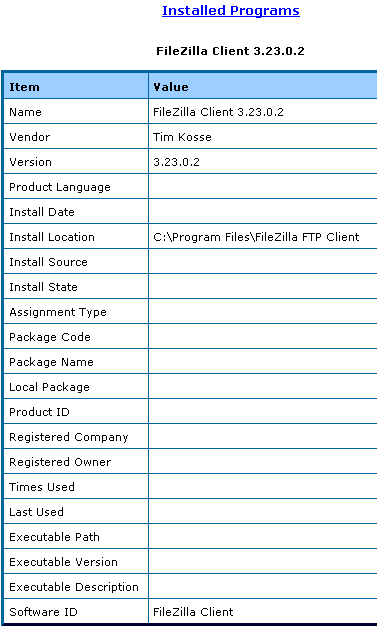 Installed Programs
FileZilla Client 3.23.0.2
Item Value
Name FileZilla Client 3.23.0.2
Vendor Tim Kosse
Version 3.23.0.2
Product Language
Install Date
Install Location C:\Program Files\FileZilla FTP Client
Install Source
Install State
Assignment Type
Package Code
Package Name
Local Package
Product ID
Registered Company
Registered Owner
Times Used
Last Used
Executable Path
Executable Version
Executable Description
Software ID FileZilla Client